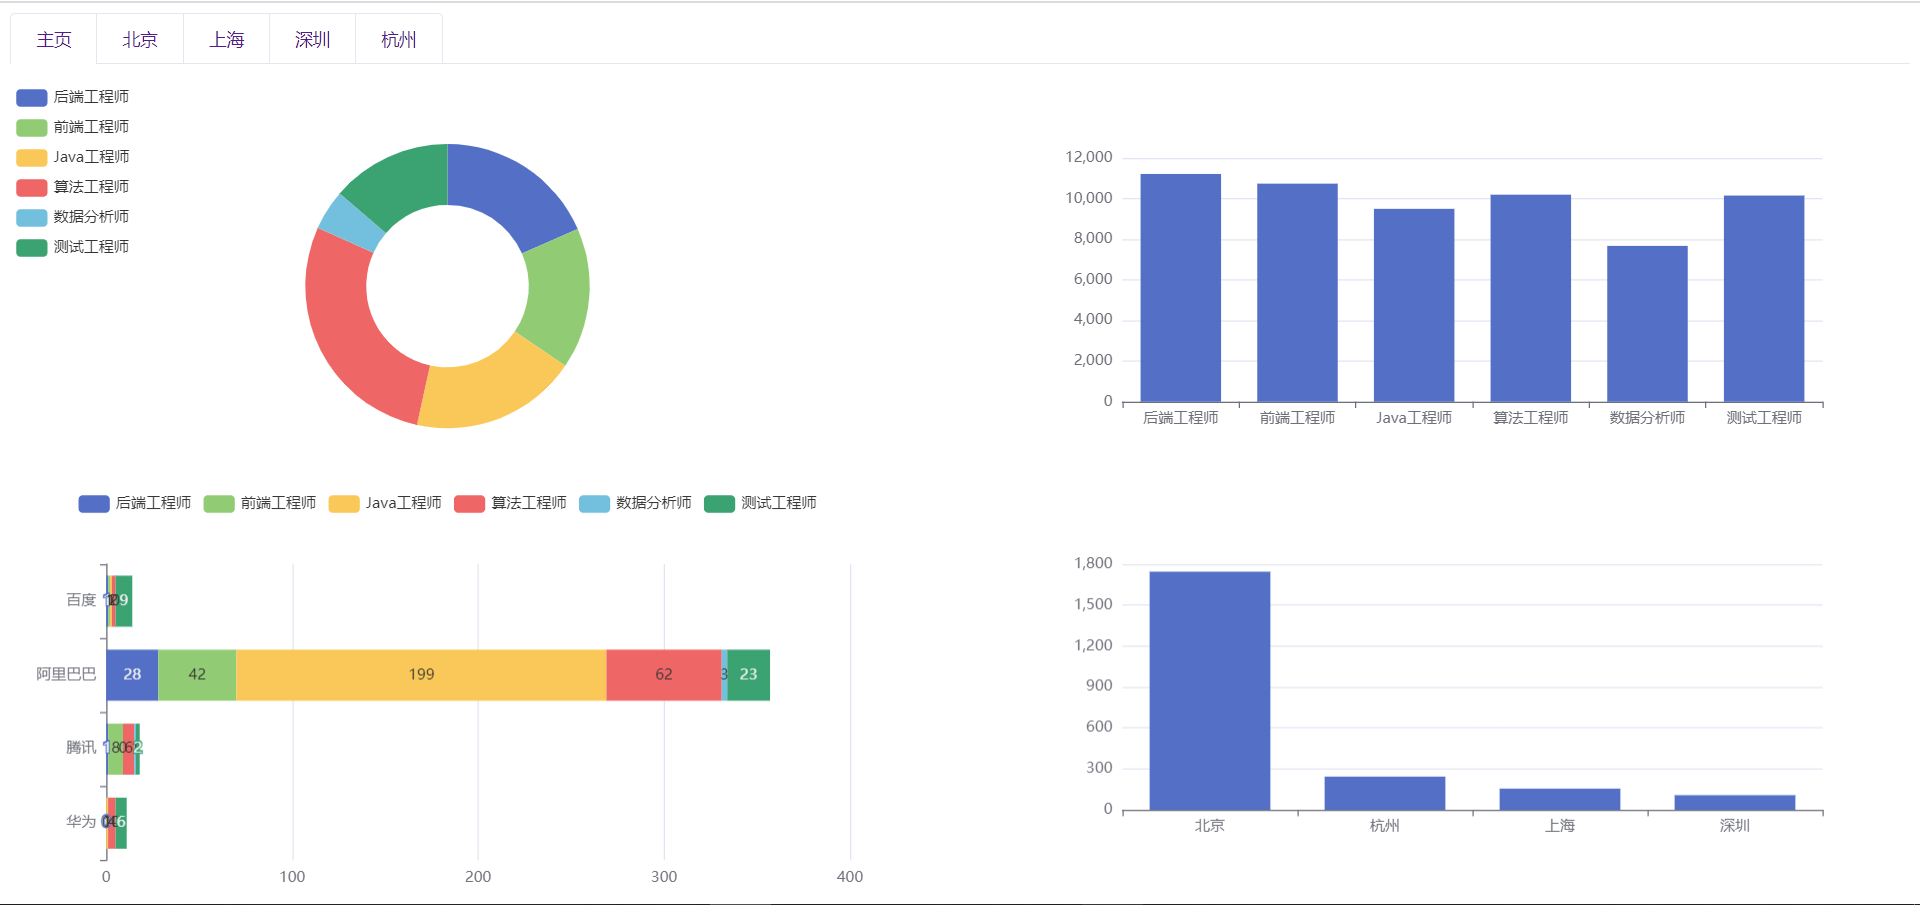 主页 北京 上海 深圳 杭州
后端工程师
前端工程师
Java工程师
算法工程师
数据分析师
测试工程师
12,000
10,000
8,000
6,000
4,000
2,000
0
后端工程师 前端工程师 Java工程师 算法工程师 数据分析师 测试工程师
后端工程师 前端工程师 Java工程师 算法工程师 数据分析师 测试工程师
百度 9
阿里巴巴 28 42 199 62 3 23
腾讯 1 8 0 6 2
华为 6
0 100 200 300 400
1,800
1,500
1,200
900
600
300
0
北京 杭州 上海 深圳